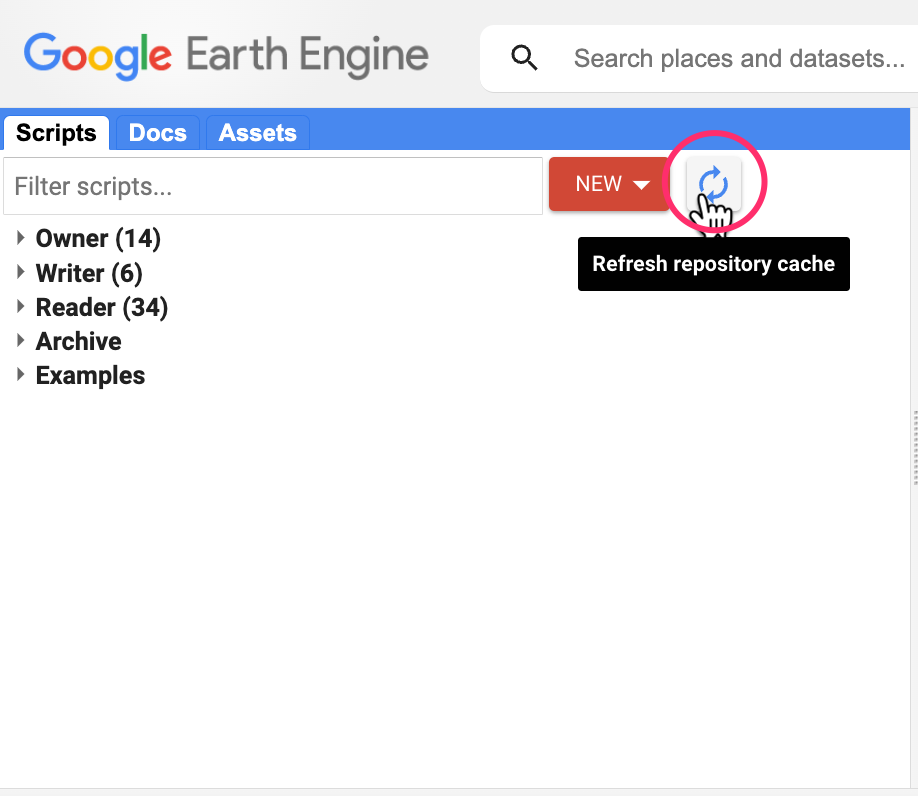 Google Earth Engine
Search places and datasets...
Scripts Docs Assets
Filter scripts...
NEW
Refresh repository cache
Owner (14)
Writer (6)
Reader (34)
Archive
Examples